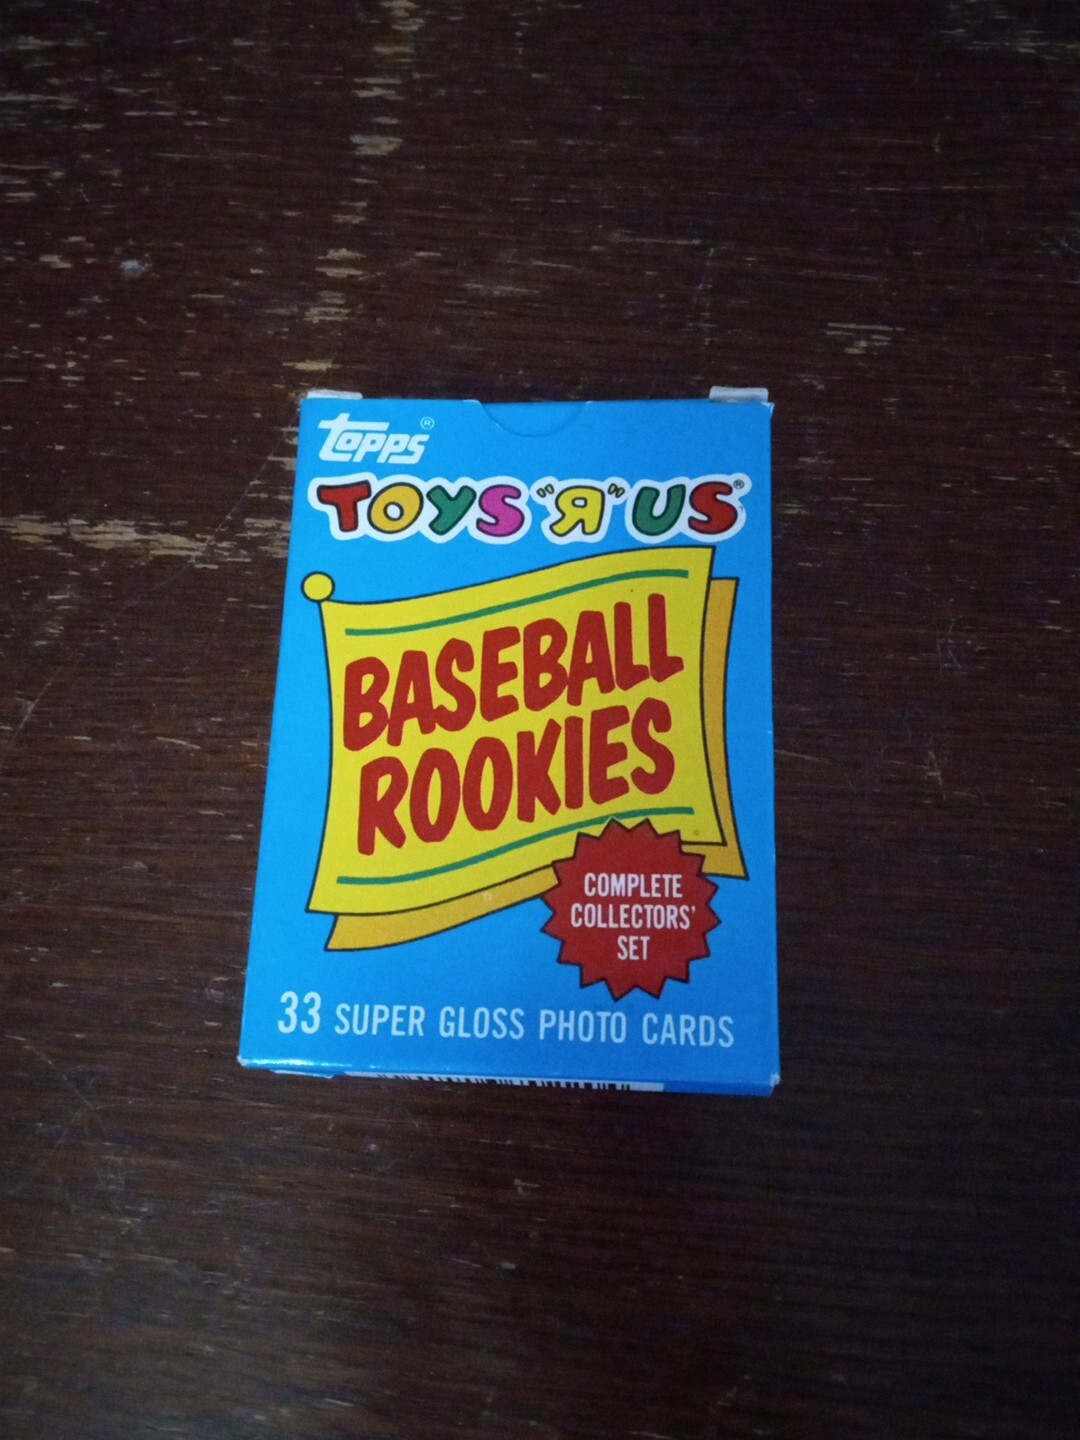 topps®
TOYS "Я" US®
BASEBALL
ROOKIES
COMPLETE
COLLECTORS'
SET
33 SUPER GLOSS PHOTO CARDS